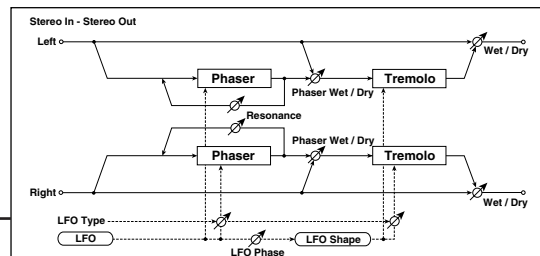 Stereo In - Stereo Out
Left
Wet / Dry
Phaser
Tremolo
Phaser Wet / Dry
Resonance
Phaser Wet / Dry
Phaser
Tremolo
Right
Wet / Dry
LFO Type
LFO
LFO Shape
LFO Phase